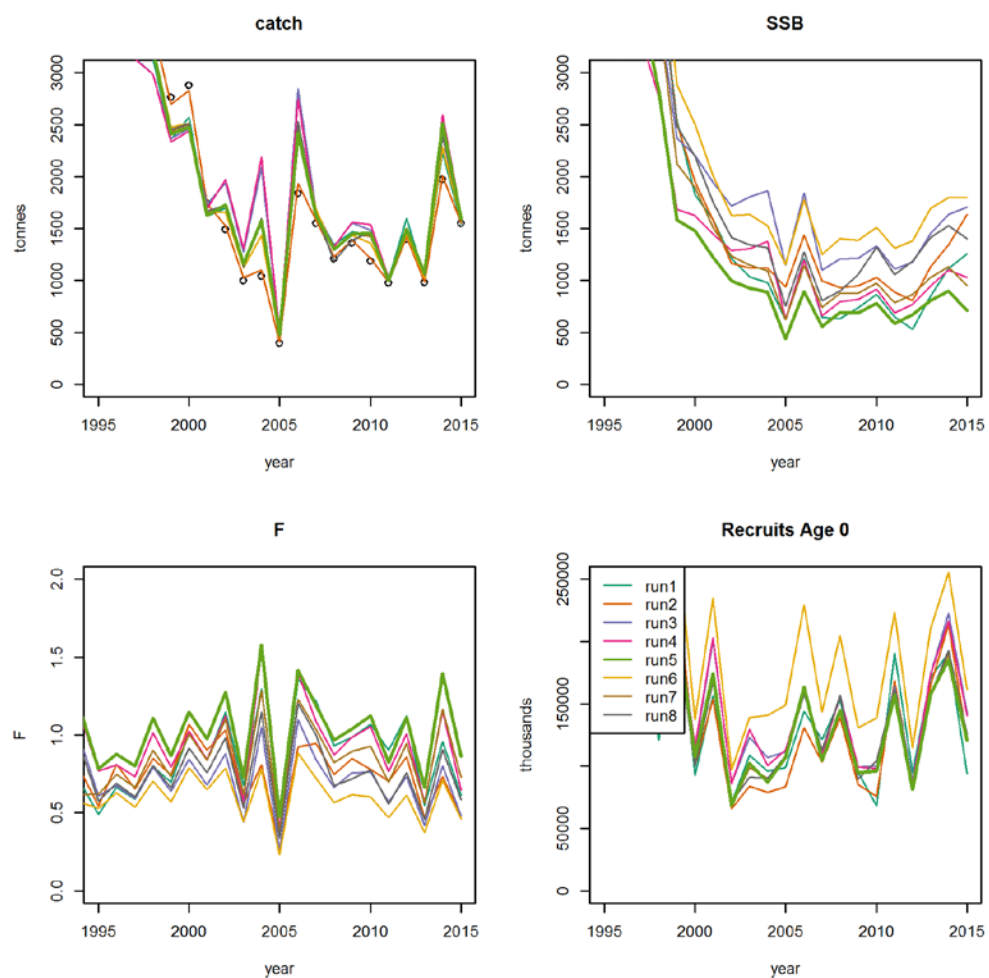 catch
tonnes
0 500 1000 1500 2000 2500 3000
1995 2000 2005 2010 2015
year
SSB
tonnes
0 500 1000 1500 2000 2500 3000
1995 2000 2005 2010 2015
year
F
F
0.0 0.5 1.0 1.5 2.0
1995 2000 2005 2010 2015
year
Recruits Age 0
thousands
0 50000 150000 250000
run1
run2
run3
run4
run5
run6
run7
run8
1995 2000 2005 2010 2015
year